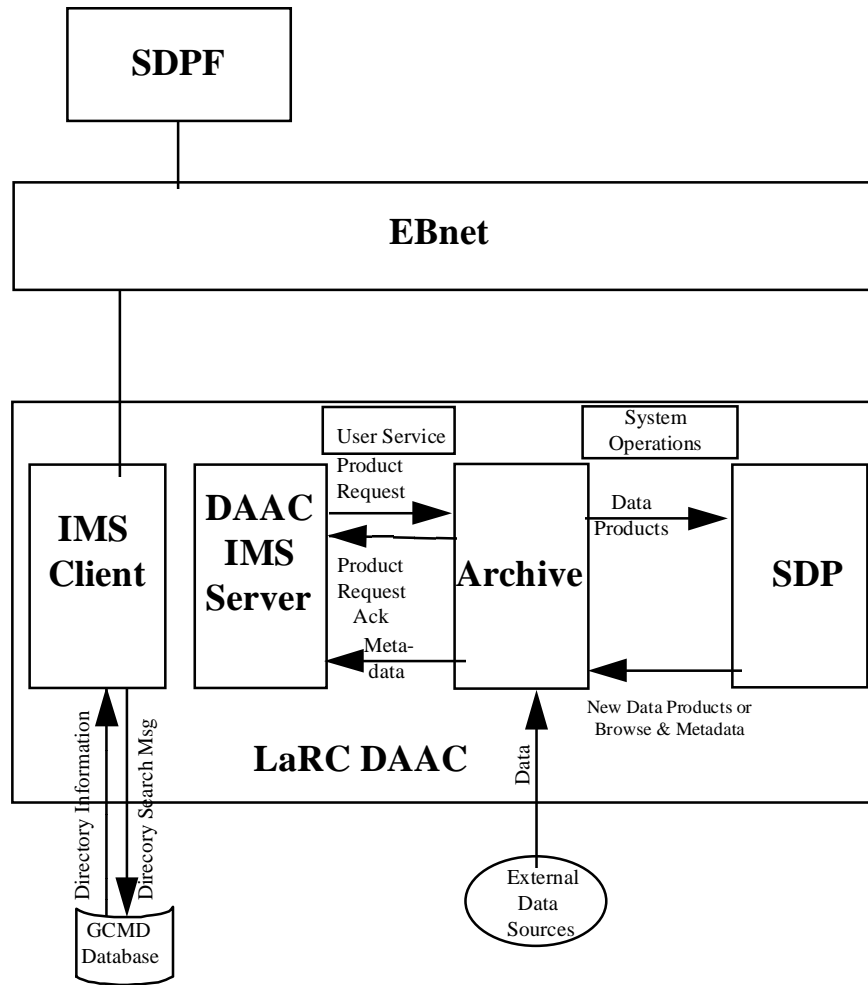 SDPF
EBnet
User Service
System
Operations
Product
Request
IMS
Client
DAAC
IMS
Server
Archive
Data
Products
SDP
Product
Request
Ack
Meta-
data
New Data Products or
Browse & Metadata
LaRC DAAC
Directory Information
Direcory Search Msg
Data
GCMD
Database
External
Data
Sources